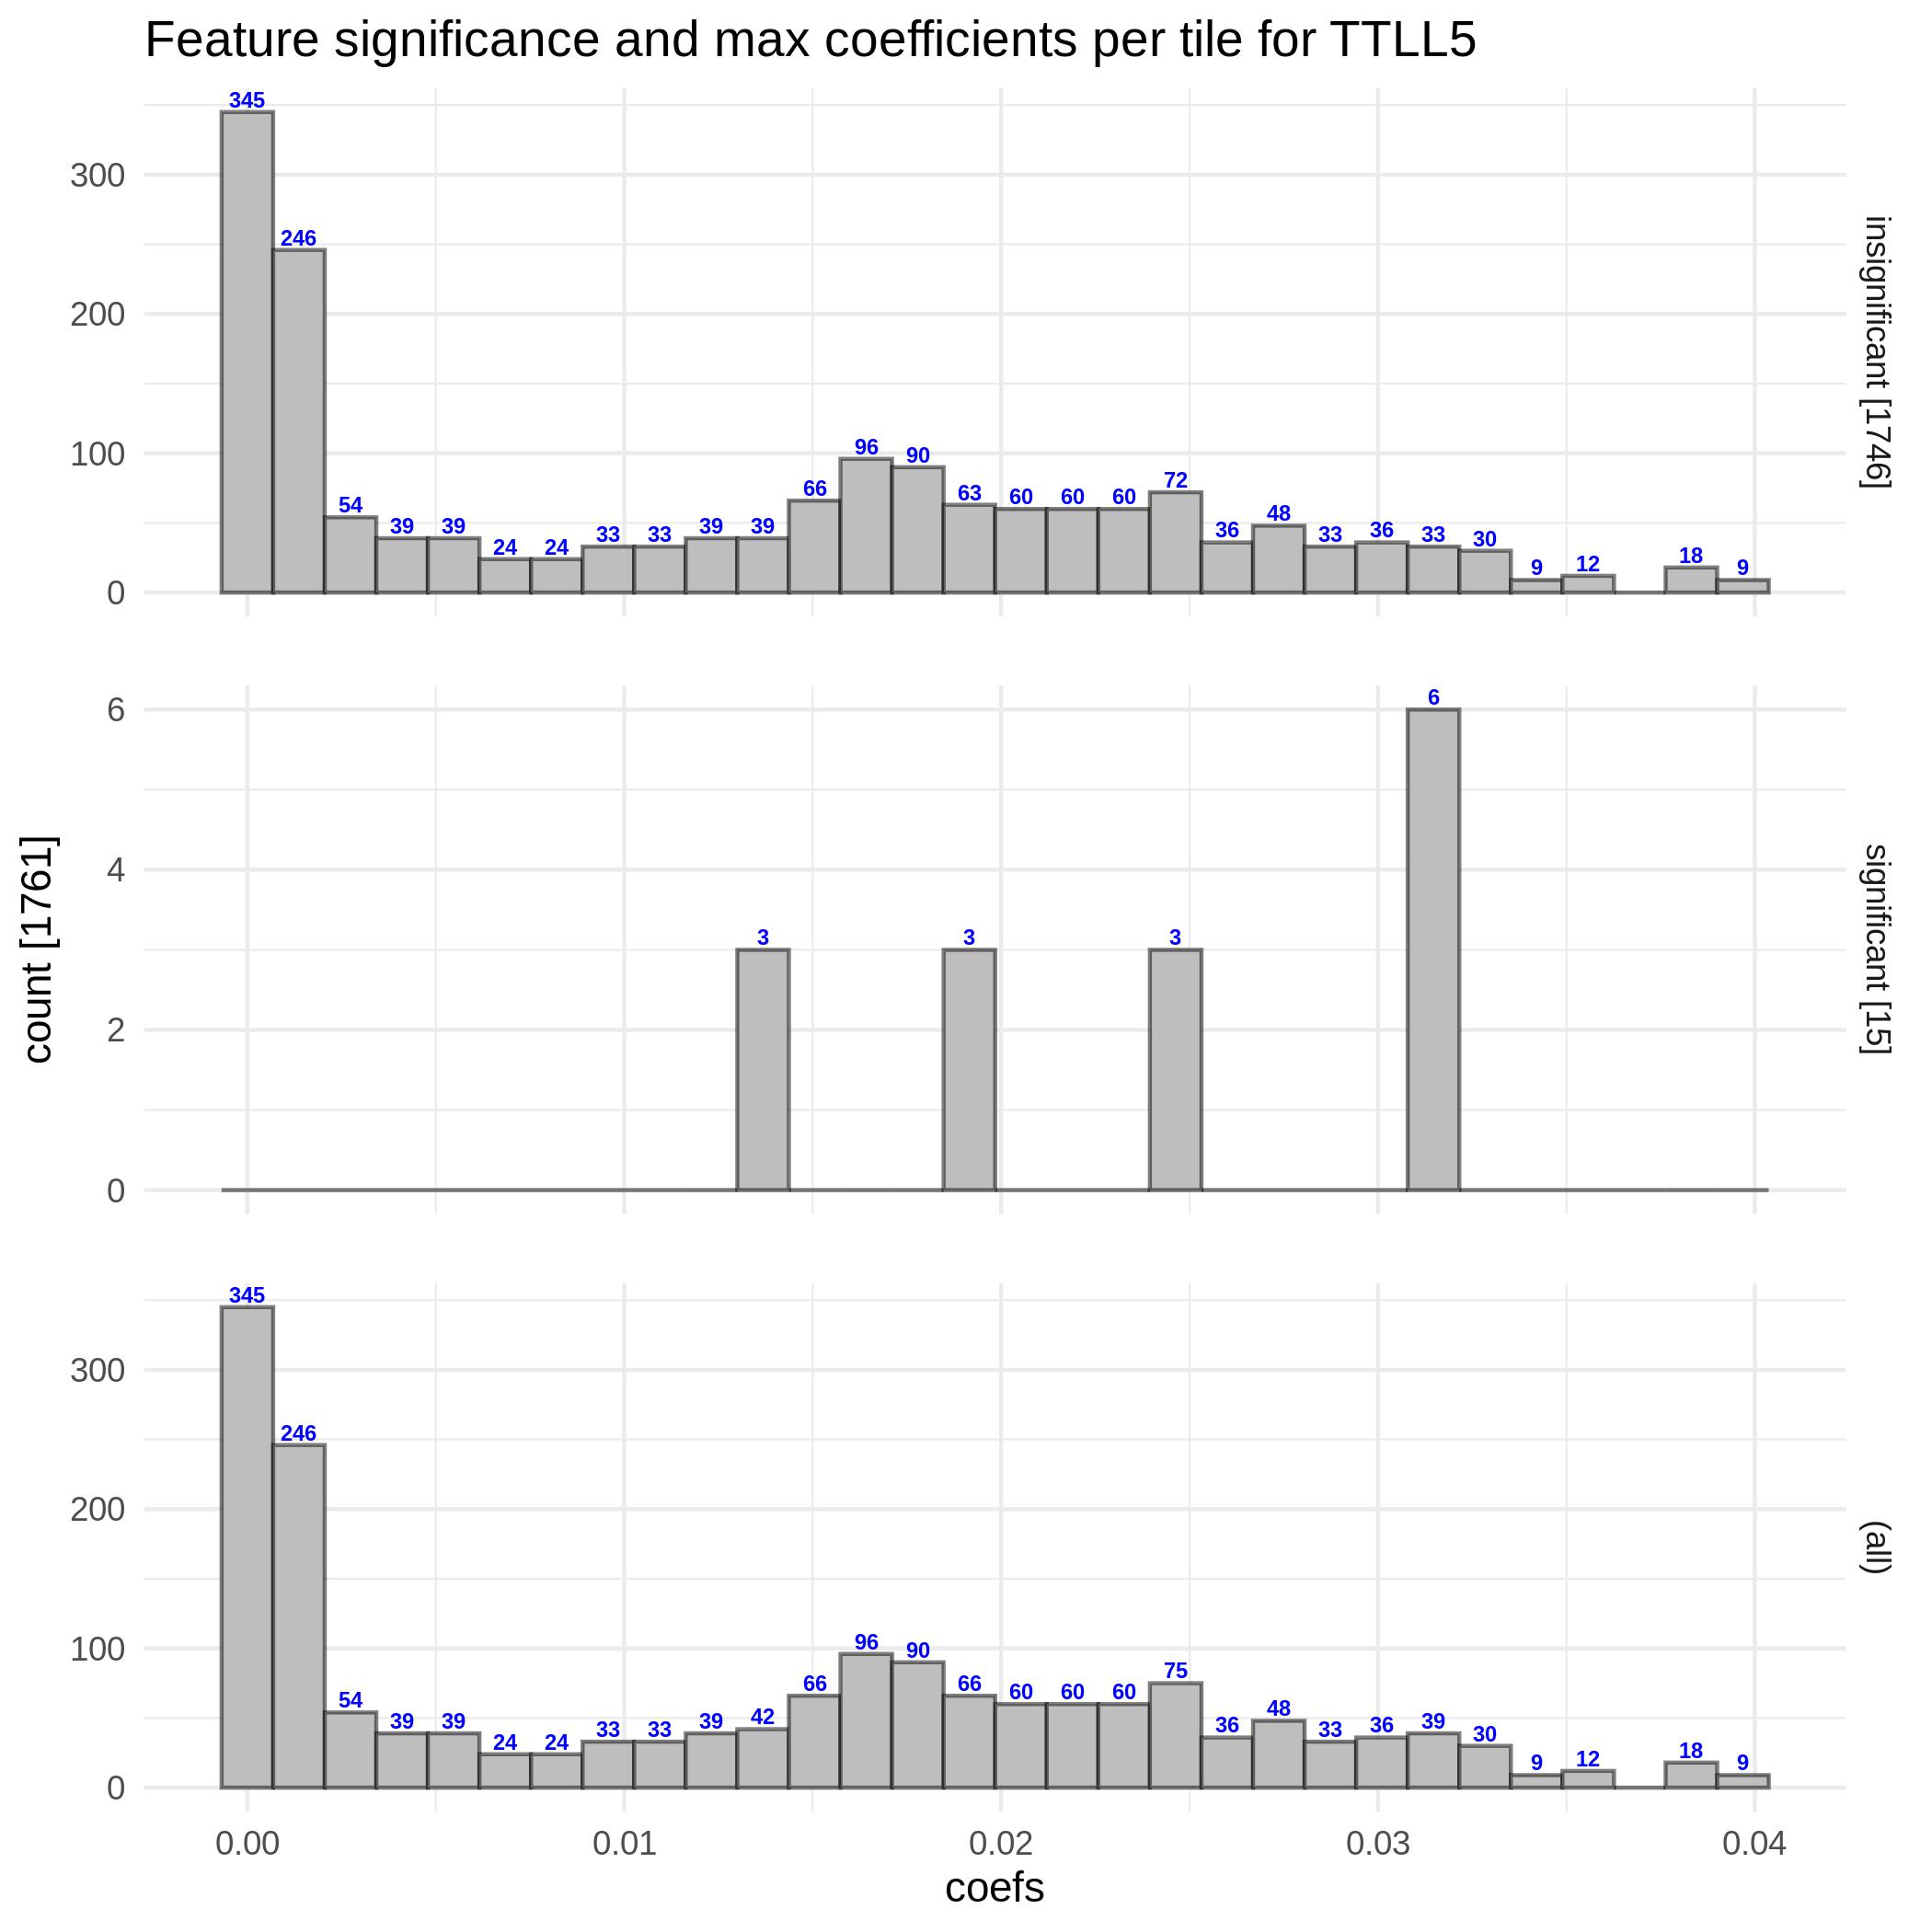 Feature significance and max coefficients per tile for TTLL5
345
246
54 39 39 24 24 33 33 39 39 66 96 90 63 60 60 60 72 36 48 33 36 33 30 9 12 18 9
300
200
100
0
insignificant [1746]
6
3 3 3
6
4
2
0
significant [15]
count [1761]
345
246
54 39 39 24 24 33 33 39 42 66 96 90 66 60 60 60 75 36 48 33 36 39 30 9 12 18 9
300
200
100
0
(all)
0.00 0.01 0.02 0.03 0.04
coefs